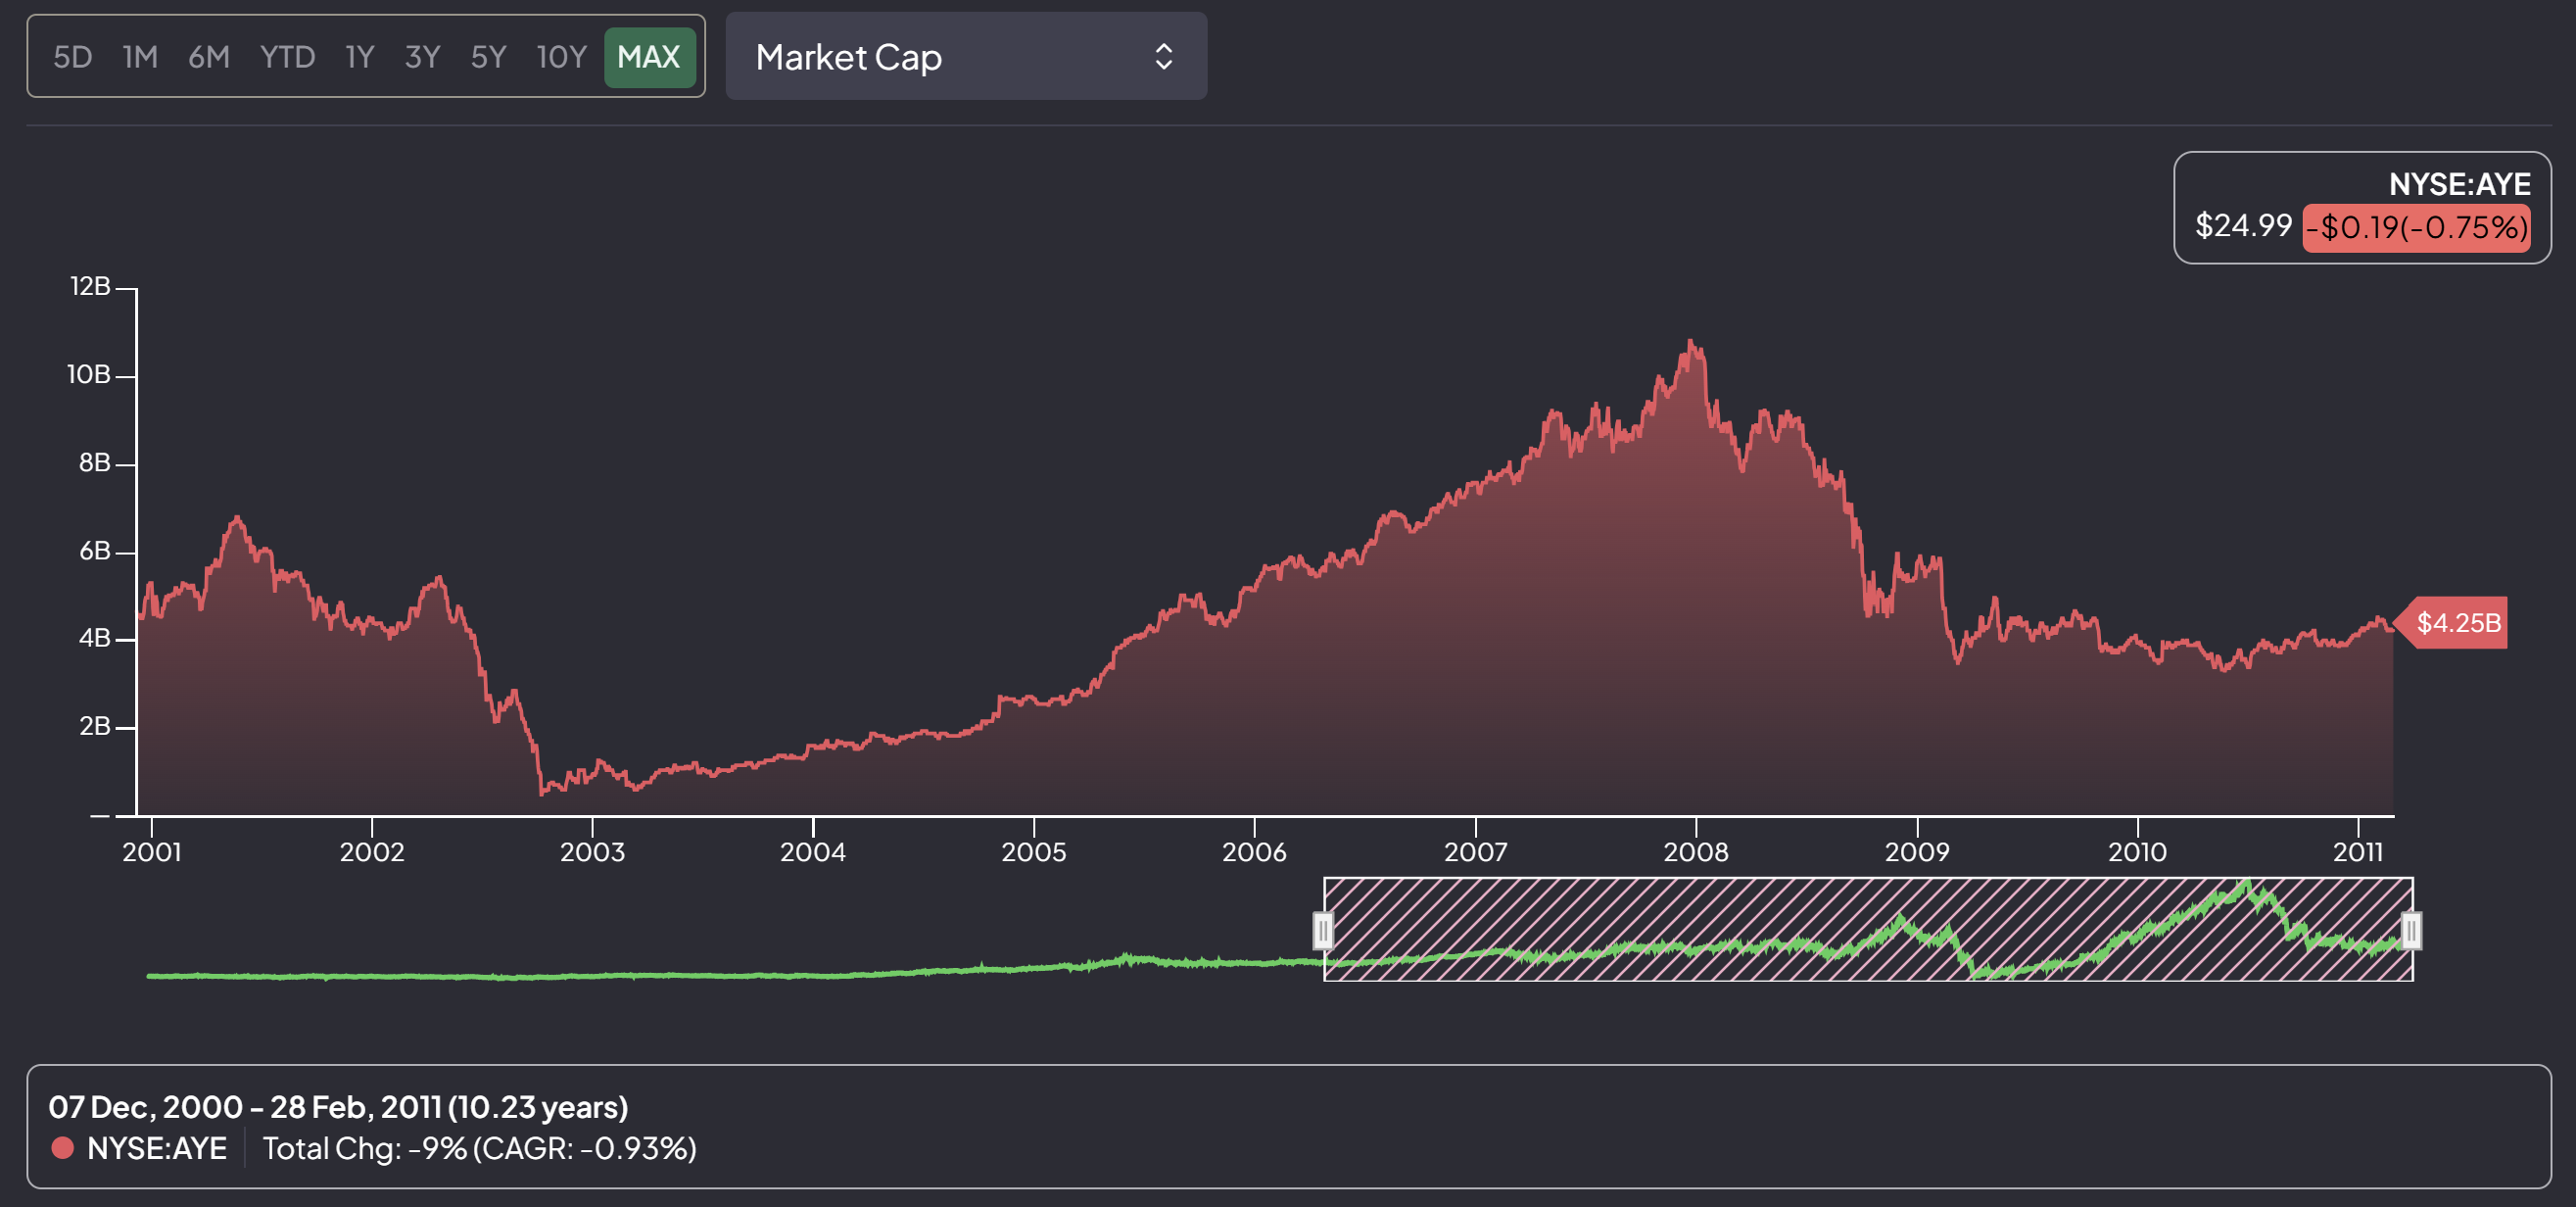 5D 1M 6M YTD 1Y 3Y 5Y 10Y MAX Market Cap
NYSE:AYE
$24.99 -$0.19(-0.75%)
12B
10B
8B
6B
4B
2B
—
$4.25B
2001 2002 2003 2004 2005 2006 2007 2008 2009 2010 2011
07 Dec, 2000 - 28 Feb, 2011 (10.23 years)
NYSE:AYE Total Chg: -9% (CAGR: -0.93%)